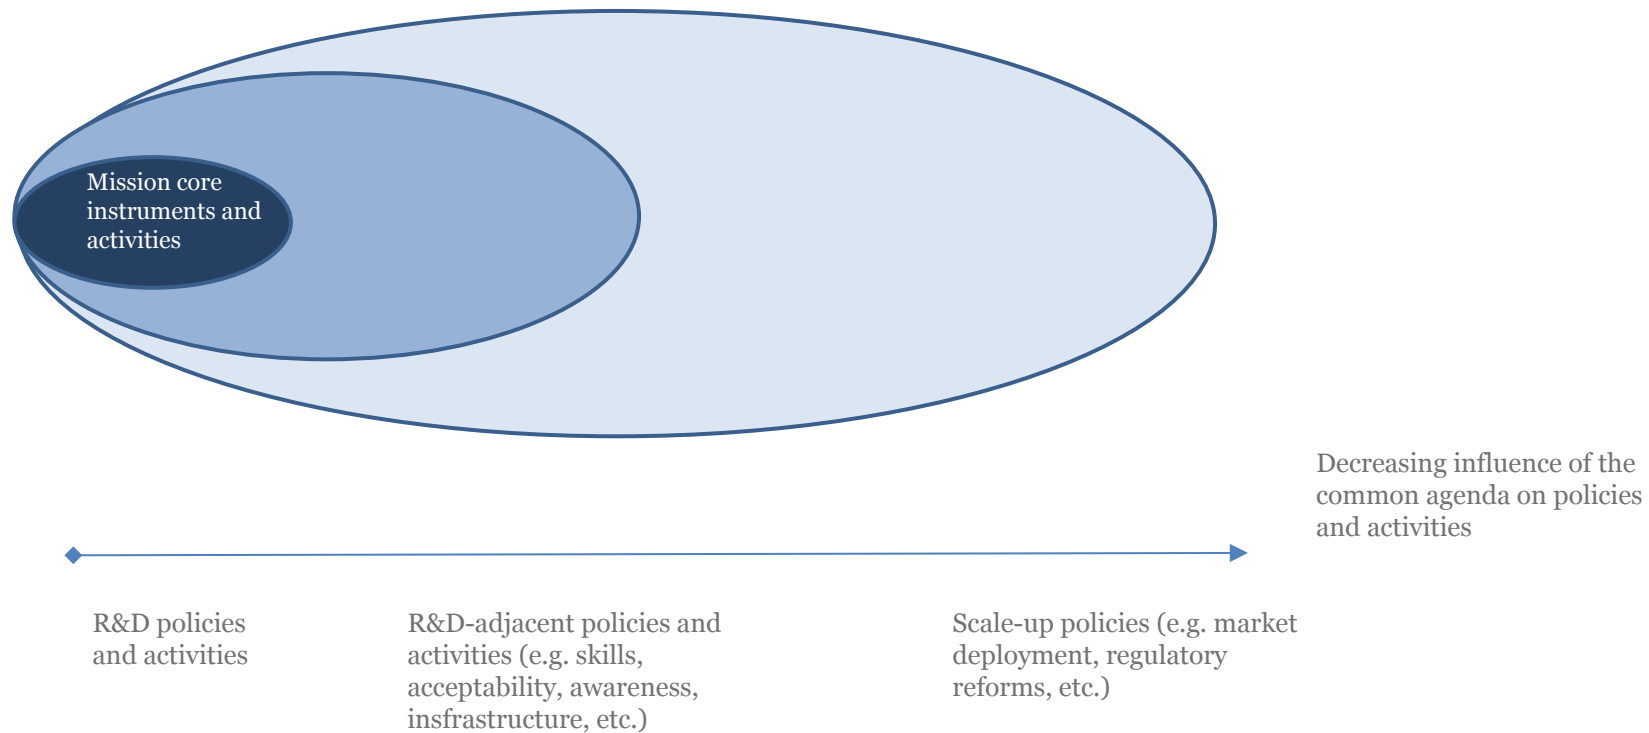 Mission core
instruments and
activities
Decreasing influence of the
common agenda on policies
and activities
R&D policies
and activities
R&D-adjacent policies and
activities (e.g. skills,
acceptability, awareness,
insfrastructure, etc.)
Scale-up policies (e.g. market
deployment, regulatory
reforms, etc.)